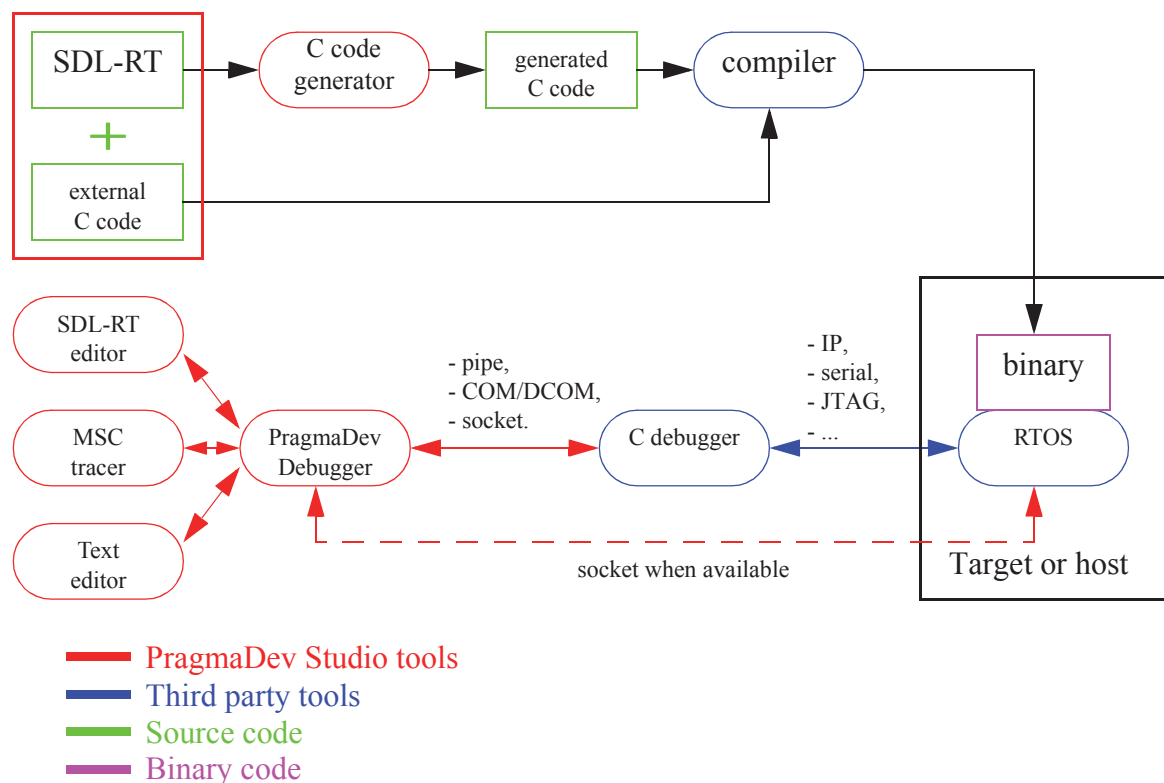 SDL-RT
+
external
C code
C code
generator
generated
C code
compiler
SDL-RT
editor
MSC
tracer
Text
editor
PragmaDev
Debugger
- pipe,
- COM/DCOM,
- socket.
C debugger
- IP,
- serial,
- JTAG,
- ...
binary
RTOS
Target or host
socket when available
PragmaDev Studio tools
Third party tools
Source code
Binary code